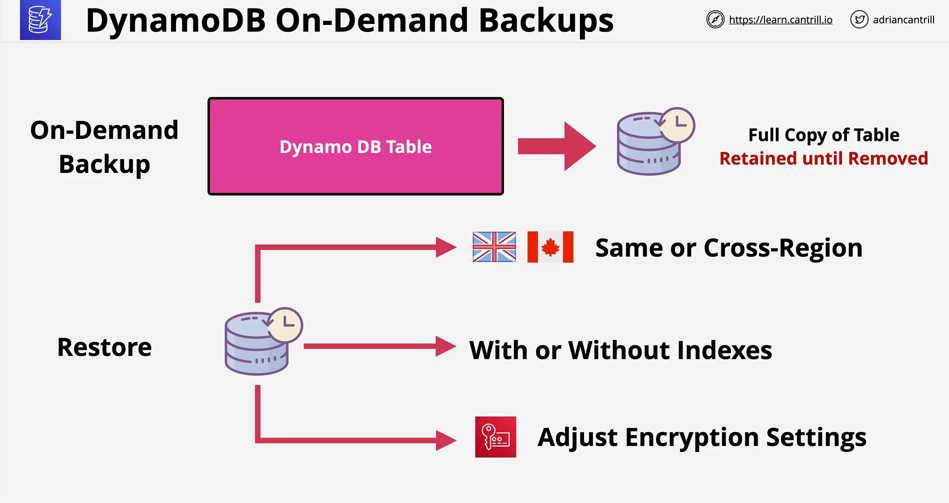 DynamoDB On-Demand Backups
https://learn.cantrill.io
adriancantrill
On-Demand
Backup
Dynamo DB Table
Full Copy of Table
Retained until Removed
Same or Cross-Region
Restore
With or Without Indexes
Adjust Encryption Settings